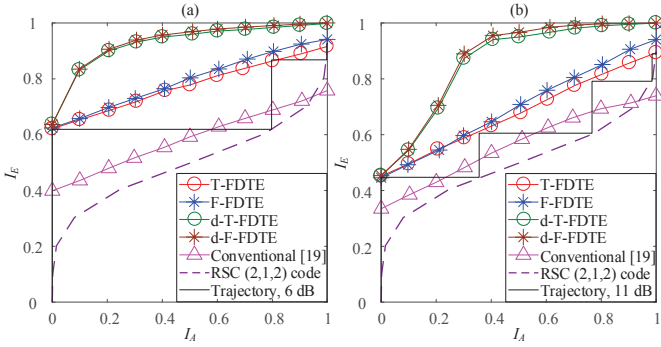 (a)
1
0.8
0.6
0.4
0.2
0
I_E
T-FDTE
F-FDTE
d-T-FDTE
d-F-FDTE
Conventional [19]
RSC (2,1,2) code
Trajectory, 6 dB
0 0.2 0.4 0.6 0.8 1
I_A
(b)
1
0.8
0.6
0.4
0.2
0
I_E
T-FDTE
F-FDTE
d-T-FDTE
d-F-FDTE
Conventional [19]
RSC (2,1,2) code
Trajectory, 11 dB
0 0.2 0.4 0.6 0.8 1
I_A